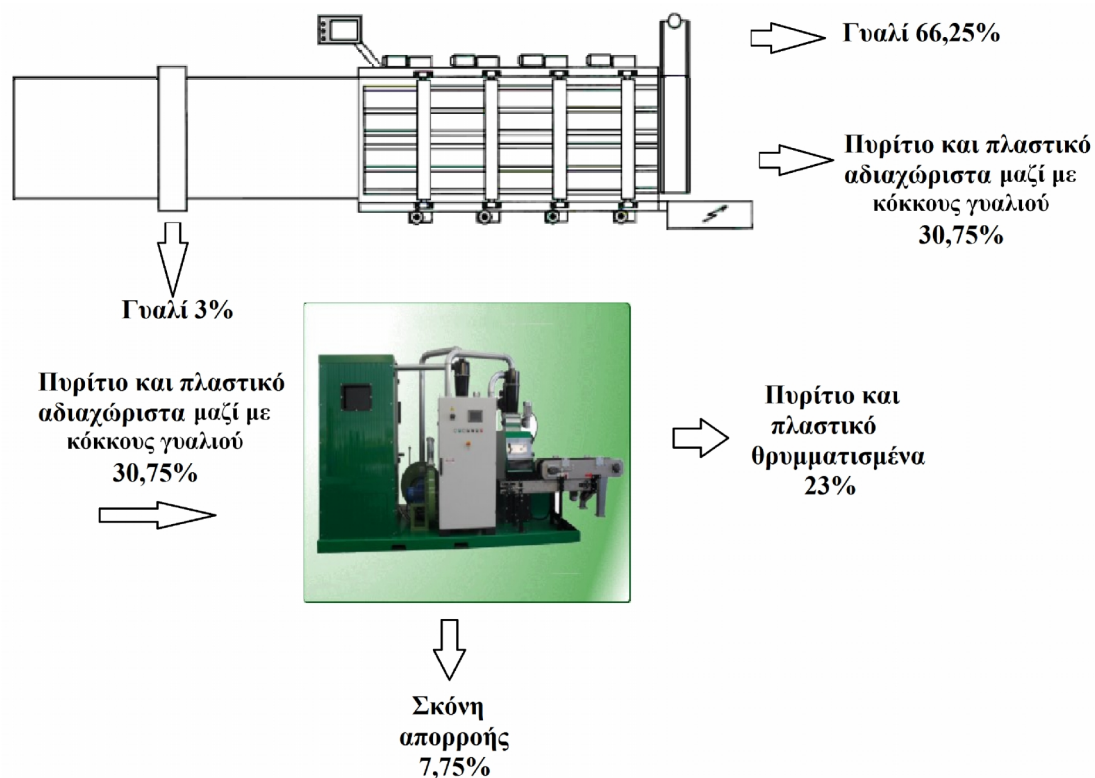 Γυαλί 66,25%
Πυρίτιο και πλαστικό
αδιαχώριστα μαζί με
κόκκους γυαλιού
30,75%
Γυαλί 3%
Πυρίτιο και πλαστικό
αδιαχώριστα μαζί με
κόκκους γυαλιού
30,75%
Πυρίτιο και
πλαστικό
θρυμματισμένα
23%
Σκόνη
απορροής
7,75%